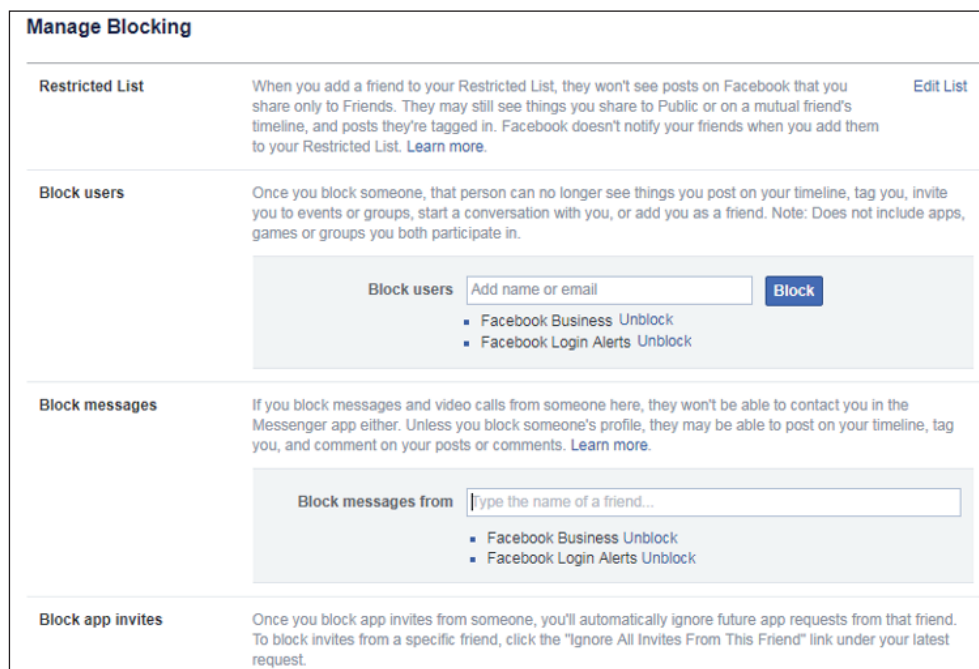 Manage Blocking
Restricted List
When you add a friend to your Restricted List, they won't see posts on Facebook that you
Edit List
share only to Friends. They may still see things you share to Public or on a mutual friend's
timeline, and posts they're tagged in. Facebook doesn't notify your friends when you add them
to your Restricted List. Learn more.
Block users
Once you block someone, that person can no longer see things you post on your timeline, tag you, invite
you to events or groups, start a conversation with you, or add you as a friend. Note: Does not include apps,
games or groups you both participate in.
Block users Add name or email Block
Facebook Business Unblock
Facebook Login Alerts Unblock
Block messages
If you block messages and video calls from someone here, they won't be able to contact you in the
Messenger app either. Unless you block someone's profile, they may be able to post on your timeline, tag
you, and comment on your posts or comments. Learn more.
Block messages from Type the name of a friend...
Facebook Business Unblock
Facebook Login Alerts Unblock
Block app invites
Once you block app invites from someone, you'll automatically ignore future app requests from that friend.
To block invites from a specific friend, click the "Ignore All Invites From This Friend" link under your latest
request.